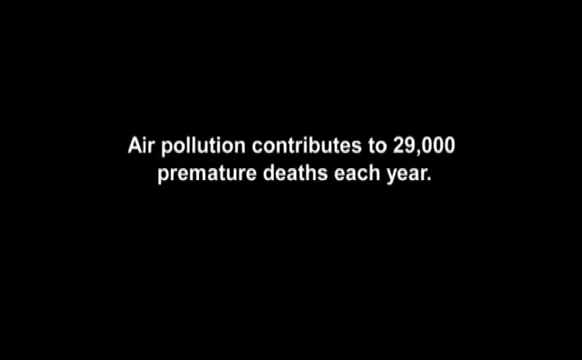 Air pollution contributes to 29,000
premature deaths each year.